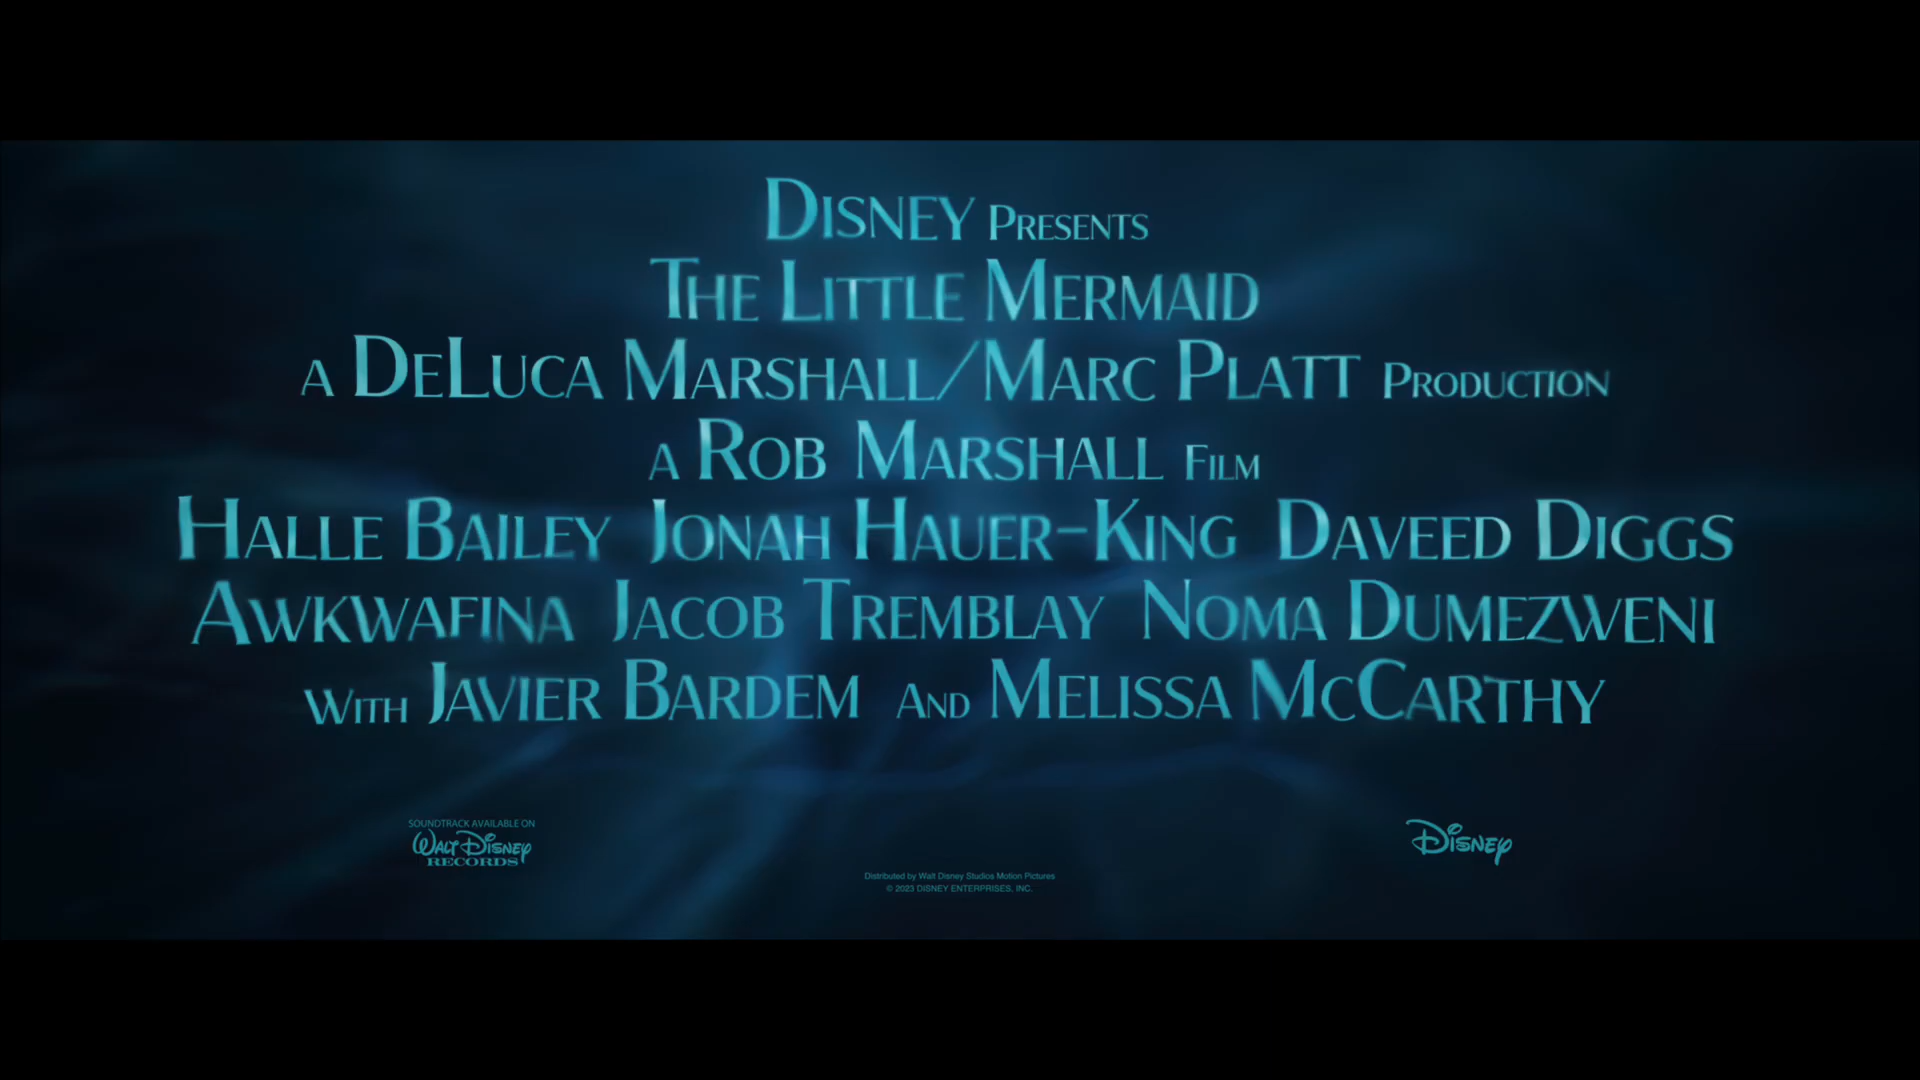 Disney Presents
The Little Mermaid
A DeLuca Marshall/Marc Platt Production
A Rob Marshall Film
Halle Bailey Jonah Hauer-King Daveed Diggs
Awkwafina Jacob Tremblay Noma Dumezweni
With Javier Bardem And Melissa McCarthy
SOUNDTRACK AVAILABLE ON
Walt Disney
RECORDS
Disney
Distributed by Walt Disney Studios Motion Pictures
© 2023 DISNEY ENTERPRISES, INC.